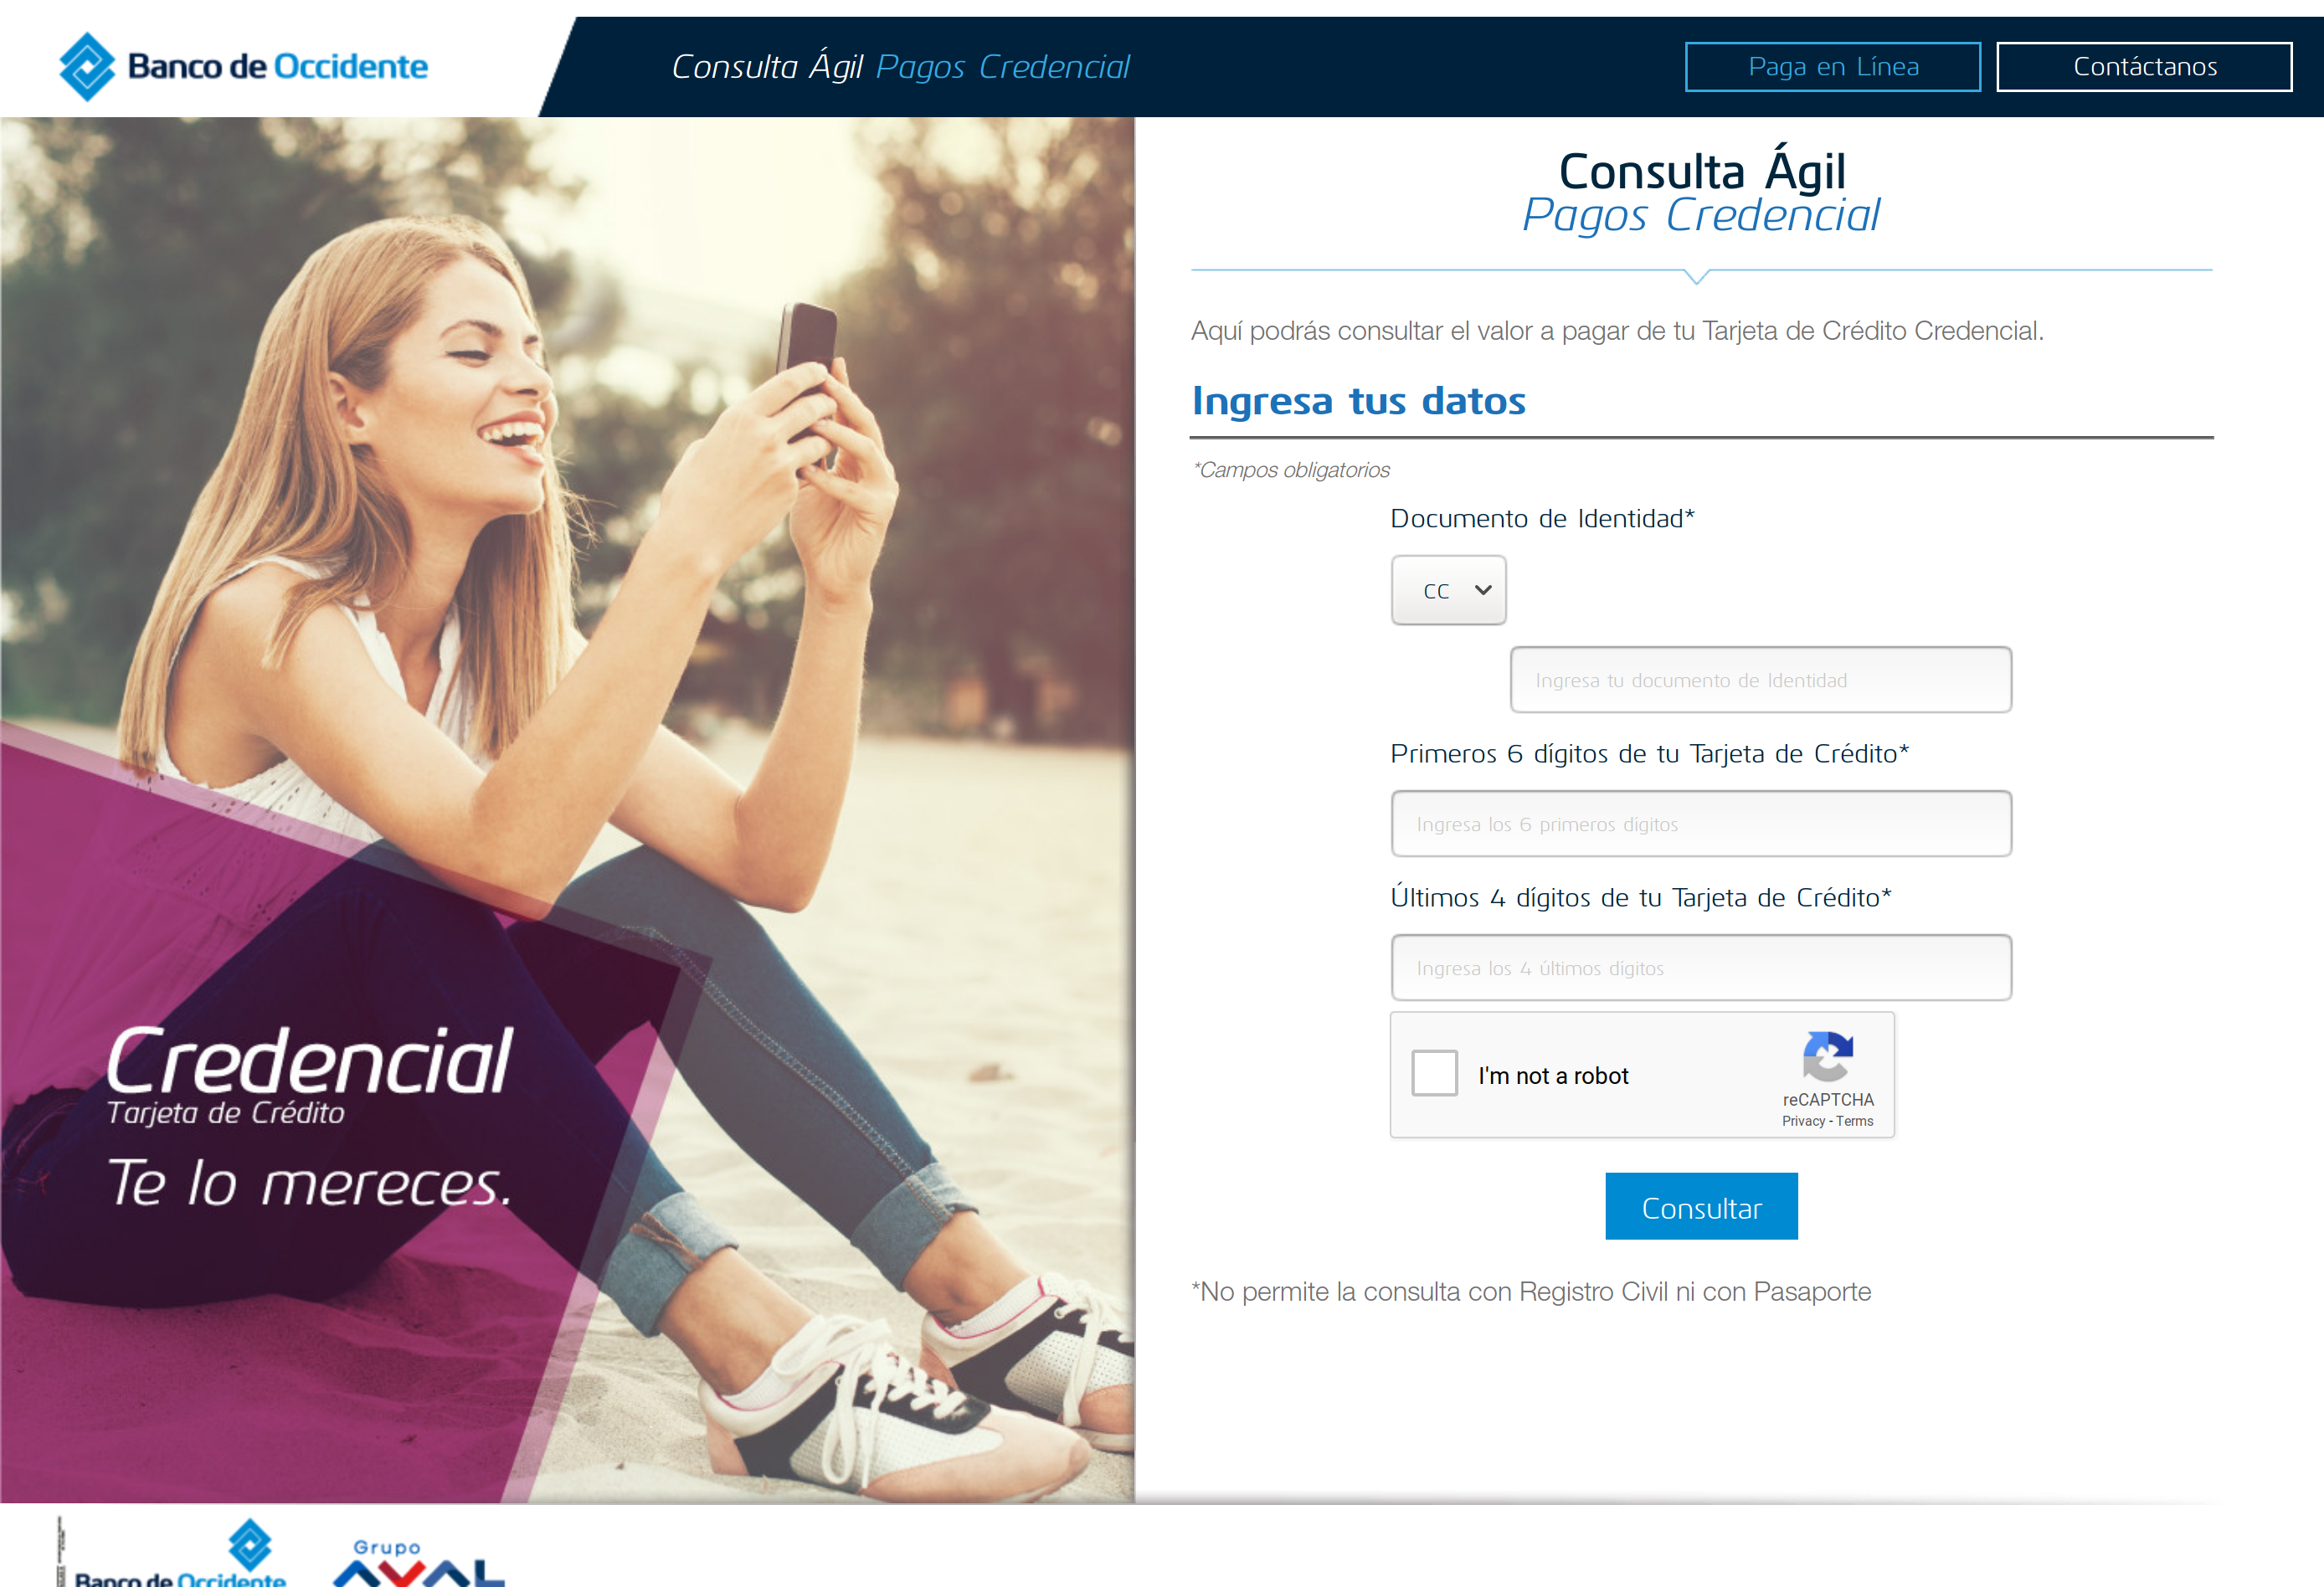 Banco de Occidente
Consulta Ágil Pagos Credencial
Paga en Línea
Contáctanos
Consulta Ágil
Pagos Credencial
Aquí podrás consultar el valor a pagar de tu Tarjeta de Crédito Credencial.
Ingresa tus datos
*Campos obligatorios
Documento de Identidad*
CC
Ingresa tu documento de Identidad
Primeros 6 dígitos de tu Tarjeta de Crédito*
Ingresa los 6 primeros dígitos
Últimos 4 dígitos de tu Tarjeta de Crédito*
Ingresa los 4 últimos dígitos
I'm not a robot
reCAPTCHA
Privacy - Terms
Consultar
*No permite la consulta con Registro Civil ni con Pasaporte
Credencial
Tarjeta de Crédito
Te lo mereces.
Banco de Occidente
Grupo
AVAL